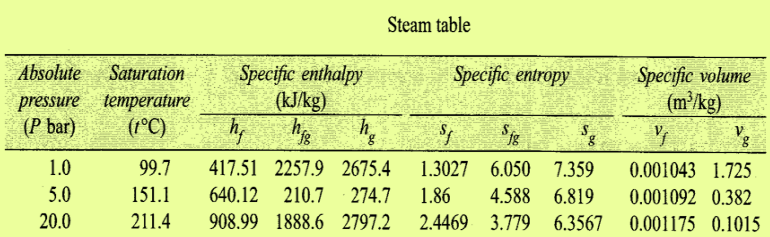 Steam table
Absolute Saturation Specific enthalpy Specific entropy Specific volume
pressure temperature (kJ/kg) (m³/kg)
(P bar) (t°C) h_f h_fg h_g s_f s_fg s_g v_f v_g
1.0 99.7 417.51 2257.9 2675.4 1.3027 6.050 7.359 0.001043 1.725
5.0 151.1 640.12 210.7 274.7 1.86 4.588 6.819 0.001092 0.382
20.0 211.4 908.99 1888.6 2797.2 2.4469 3.779 6.3567 0.001175 0.1015